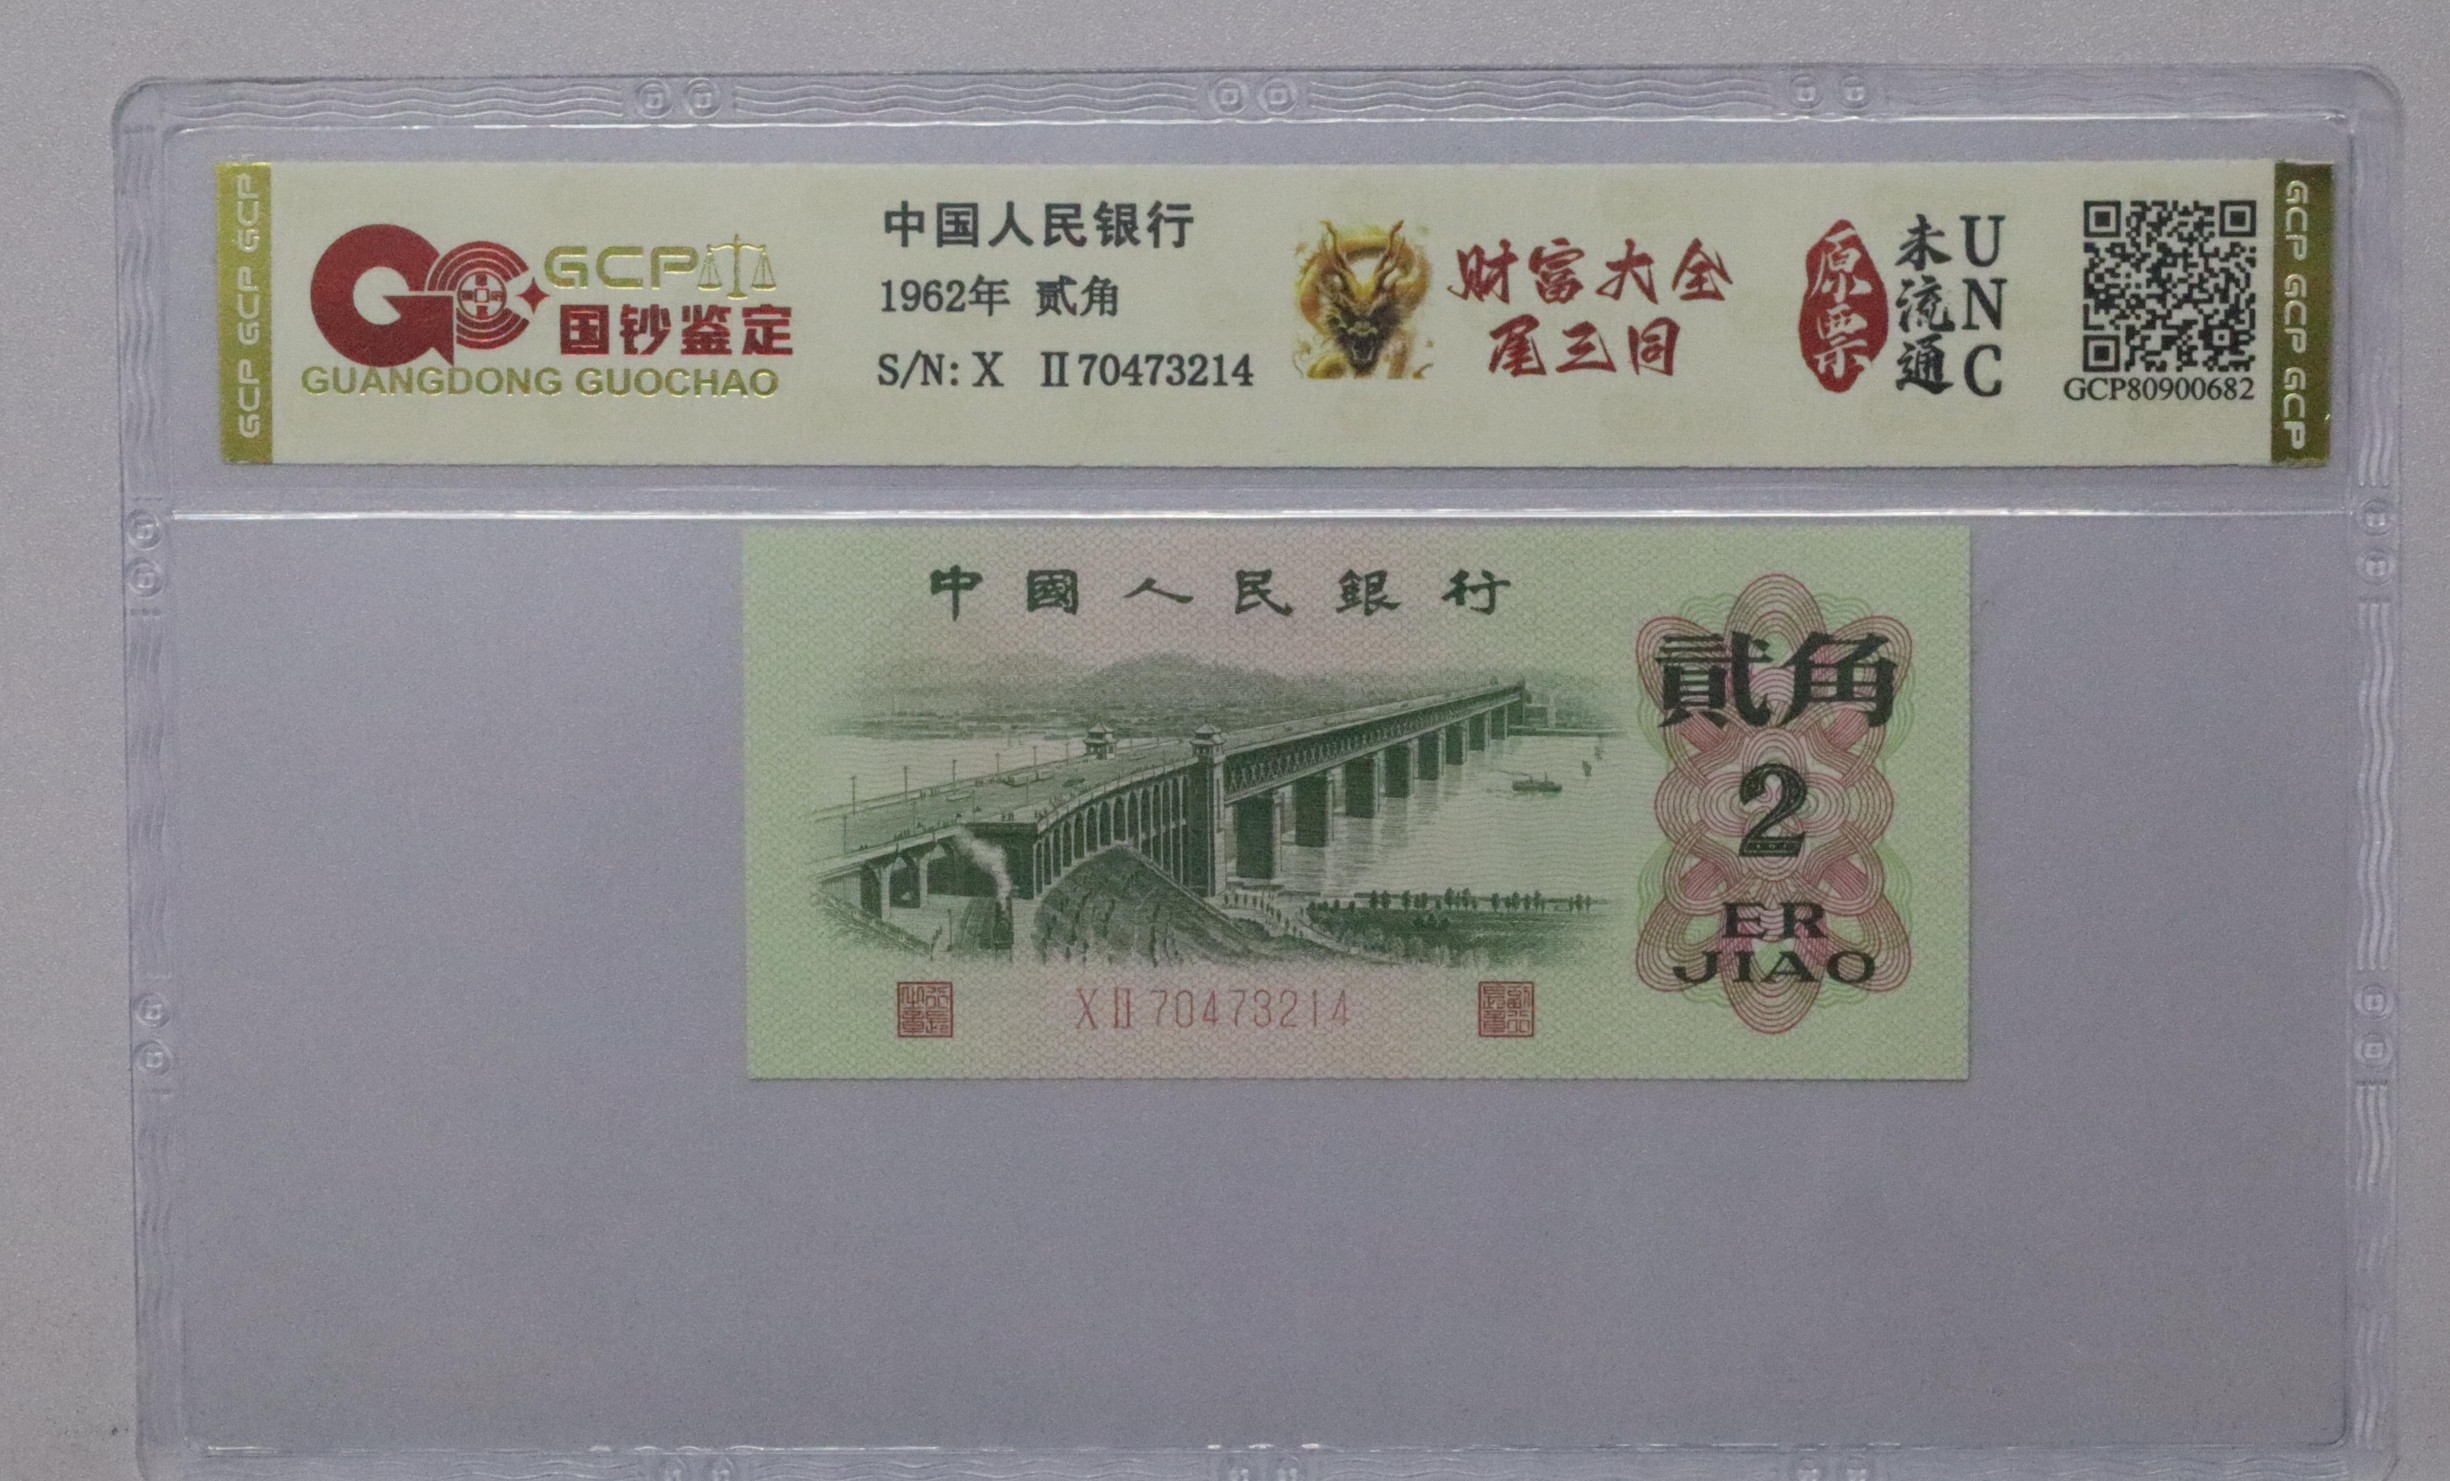 GCP GCP GCP
GCP
国钞鉴定
GUANGDONG GUOCHAO
中国人民银行
1962年 贰角
S/N: X Ⅱ 70473214
财富大全
尾三同
原票
未流通
UNC
GCP80900682
GCP GCP GCP
中國人民銀行
貳角
2
ER
JIAO
XⅡ70473214